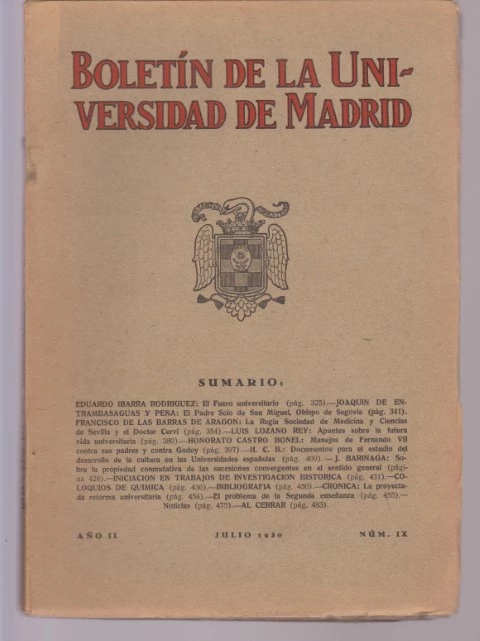 BOLETÍN DE LA UNI-
VERSIDAD DE MADRID
SUMARIO:
EDUARDO IBARRA RODRIGUEZ: El Fuero universitario (pág. 325).—JOAQUIN DE EN-
TRAMBASAGUAS Y PEÑA: El Padre Scio de San Miguel, Obispo de Segovia (pág. 341).
FRANCISCO DE LAS BARRAS DE ARAGON: La Regia Sociedad de Medicina y Ciencias
de Sevilla y el Doctor Cervi (pág. 354).—LUIS LOZANO REY: Apuntes sobre la futura
vida universitaria (pág. 380).—HONORATO CASTRO BONEL: Manejos de Fernando VII
contra sus padres y contra Godoy (pág. 397).—H. C. B.: Documentos para el estudio del
desarrollo de la cultura en las Universidades españolas (pág. 409).—J. BARINAGA: So-
bre la propiedad conmutativa de las sucesiones convergentes en el sentido general (pági-
na 428).—INICIACION EN TRABAJOS DE INVESTIGACION HISTORICA (pág. 431).—CO-
LOQUIOS DE QUIMICA (pág. 436).—BIBLIOGRAFIA (pág. 450).—CRONICA: La proyecta-
da reforma universitaria (pág. 454).—El problema de la Segunda enseñanza (pág. 455).—
Noticias (pág. 475).—AL CERRAR (pág. 483).
AÑO II JULIO 1930 NÚM. IX